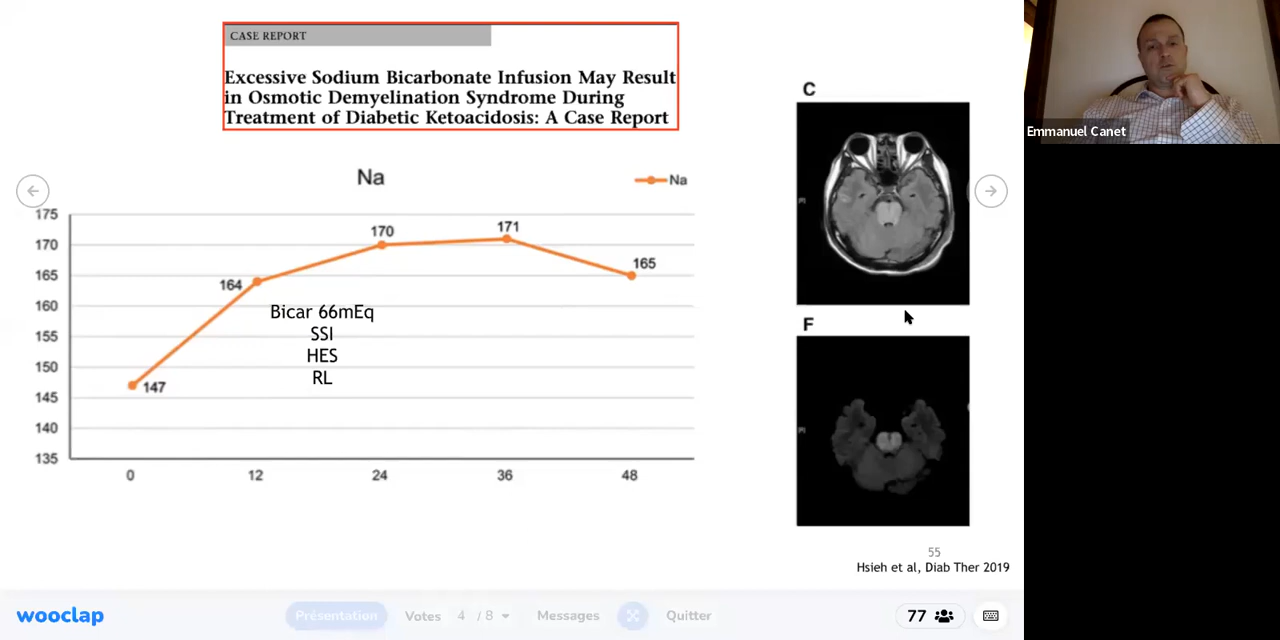 CASE REPORT
Excessive Sodium Bicarbonate Infusion May Result
in Osmotic Demyelination Syndrome During
Treatment of Diabetic Ketoacidosis: A Case Report
Na
Na
175
170
165
160
155
150
145
140
135
147
164
170
171
165
Bicar 66mEq
SSI
HES
RL
0
12
24
36
48
C
F
55
Hsieh et al, Diab Ther 2019
Emmanuel Canet
wooclap
Présentation
Votes
4 / 8
Messages
Quitter
77